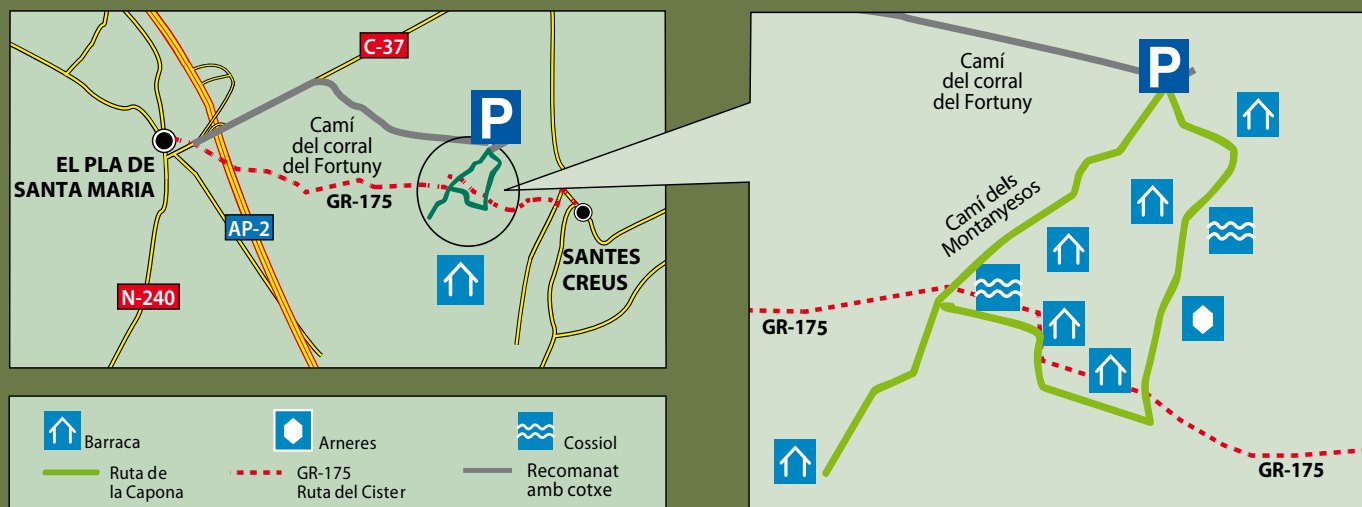 C-37
P
Camí
del corral
del Fortuny
EL PLA DE
SANTA MARIA
GR-175
AP-2
N-240
SANTES
CREUS
Barraca
Arneres
Cossiol
Ruta de
la Capona
GR-175
Ruta del Cister
Recomanat
amb cotxe
P
Camí
del corral
del Fortuny
Camí dels
Montanyesos
GR-175
GR-175